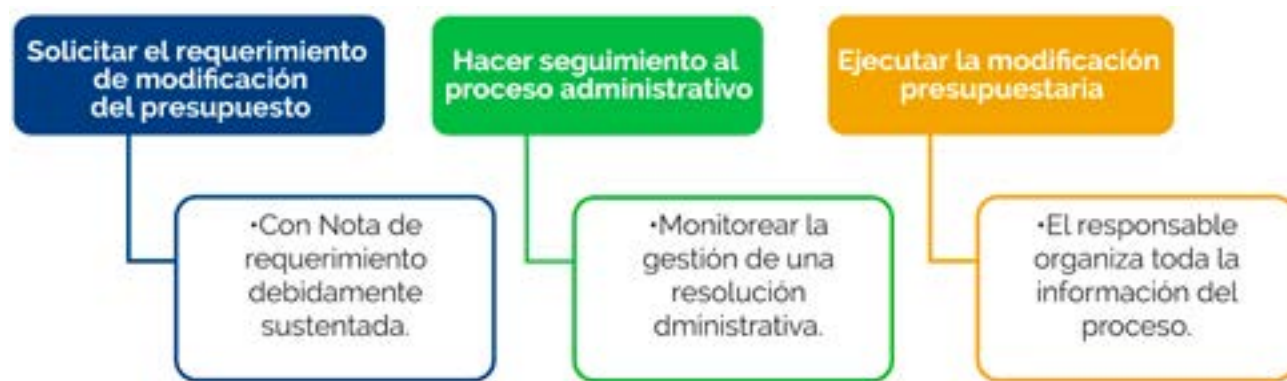 Solicitar el requerimiento
de modificación
del presupuesto
•Con Nota de
requerimiento
debidamente
sustentada.
Hacer seguimiento al
proceso administrativo
•Monitorear la
gestión de una
resolución
dministrativa.
Ejecutar la modificación
presupuestaria
•El responsable
organiza toda la
información del
proceso.